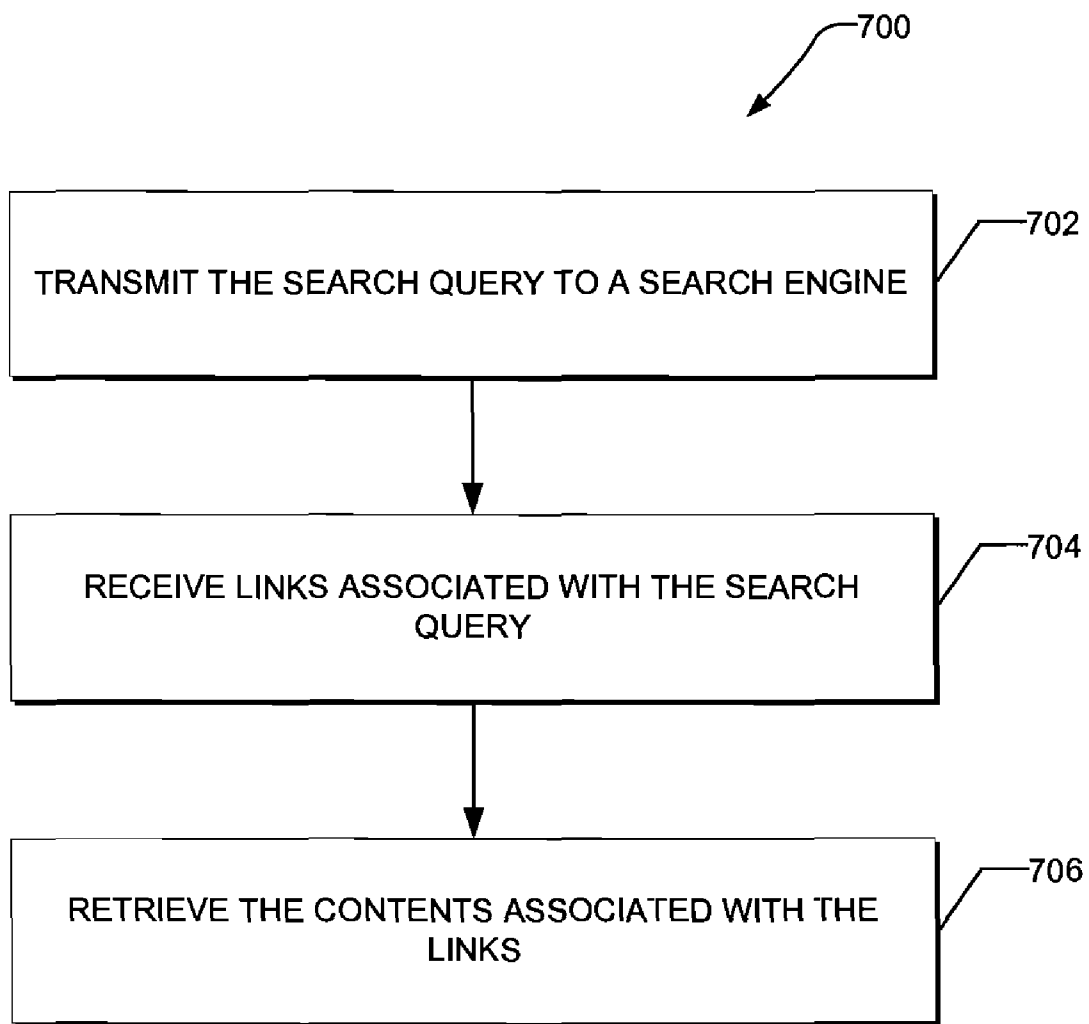 700
702
TRANSMIT THE SEARCH QUERY TO A SEARCH ENGINE
704
RECEIVE LINKS ASSOCIATED WITH THE SEARCH
QUERY
706
RETRIEVE THE CONTENTS ASSOCIATED WITH THE
LINKS